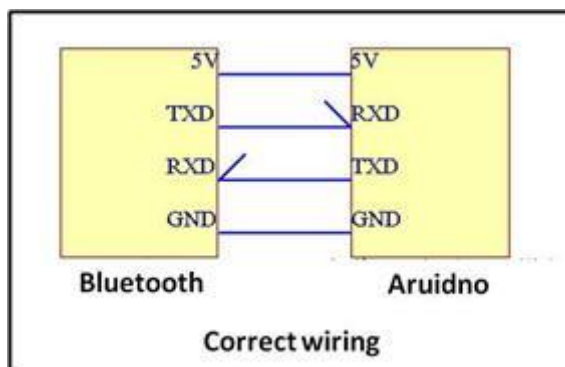 5V 5V
TXD RXD
RXD TXD
GND GND
Bluetooth Aruidno
Correct wiring